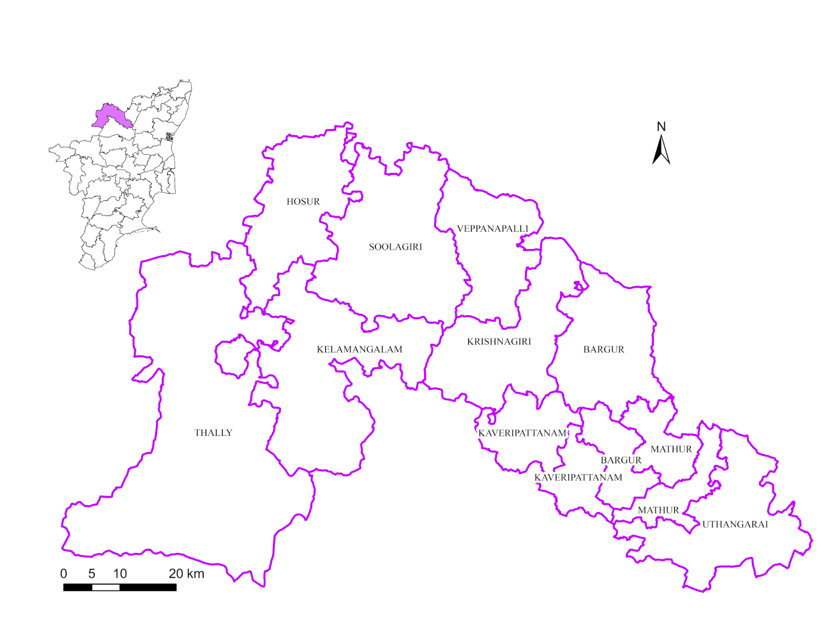 N
HOSUR
VEPPANAPALLI
SOOLAGIRI
KRISHNAGIRI
KELAMANGALAM
BARGUR
THALLY
KAVERIPATTANAM
MATHUR
BARGUR
KAVERIPATTANAM
MATHUR
UTHANGARAI
0 5 10 20 km